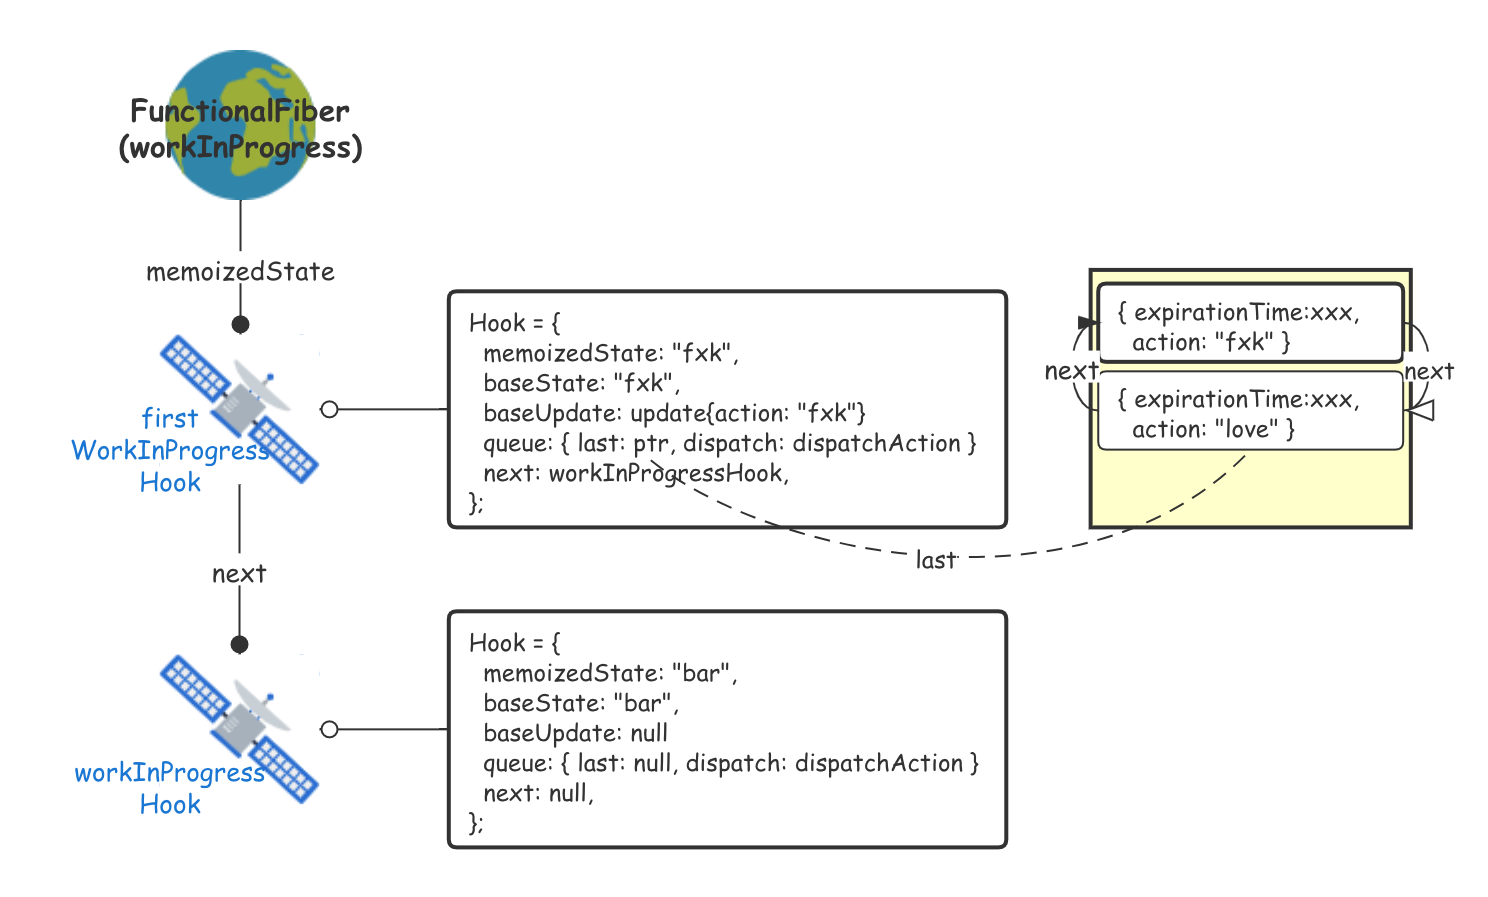 FunctionalFiber
(workInProgress)
memoizedState
first
WorkInProgress
Hook
next
workInProgress
Hook
Hook = {
memoizedState: "fxk",
baseState: "fxk",
baseUpdate: update{action: "fxk"}
queue: { last: ptr, dispatch: dispatchAction }
next: workInProgressHook,
};
last
Hook = {
memoizedState: "bar",
baseState: "bar",
baseUpdate: null
queue: { last: null, dispatch: dispatchAction }
next: null,
};
{ expirationTime:xxx,
action: "fxk" }
next
next
{ expirationTime:xxx,
action: "love" }